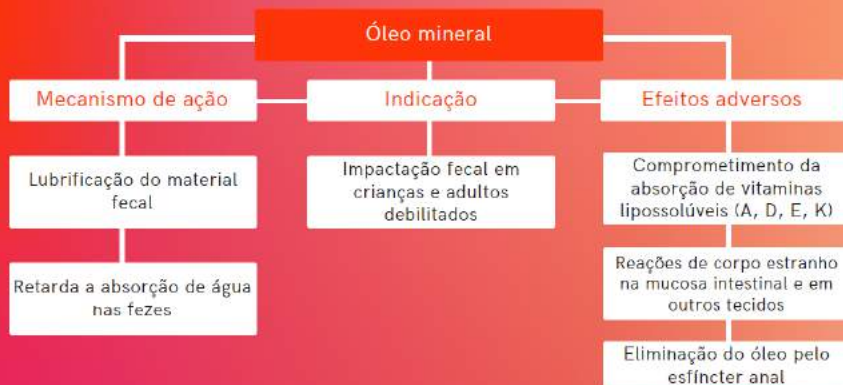 Óleo mineral
Mecanismo de ação
Indicação
Efeitos adversos
Lubrificação do material
fecal
Retarda a absorção de água
nas fezes
Impactação fecal em
crianças e adultos
debilitados
Comprometimento da
absorção de vitaminas
lipossolúveis (A, D, E, K)
Reações de corpo estranho
na mucosa intestinal e em
outros tecidos
Eliminação do óleo pelo
esfíncter anal